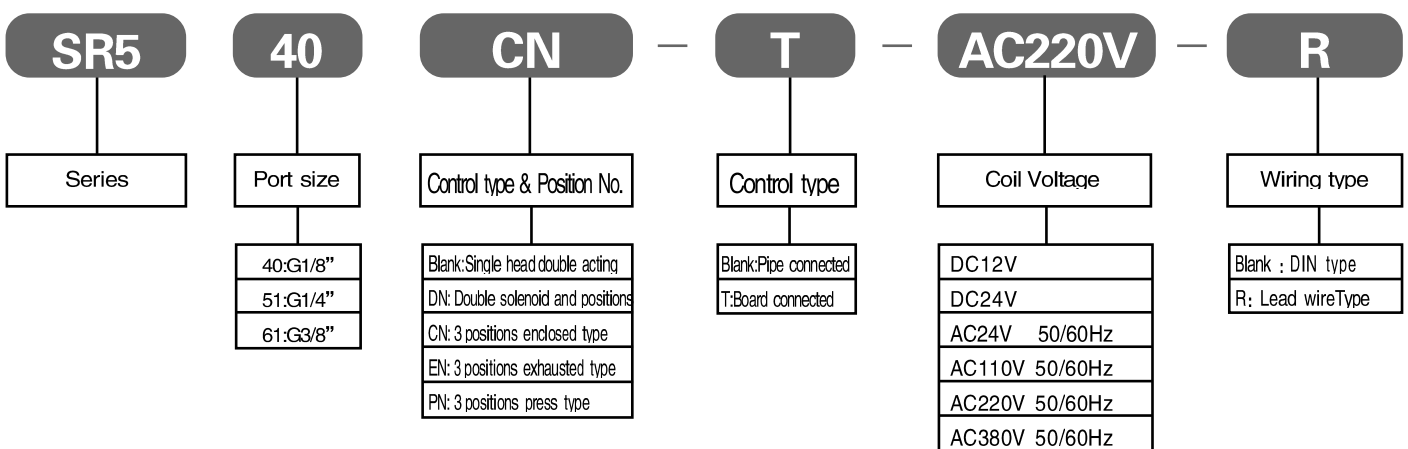 SR5 40 CN – T – AC220V – R
Series
Port size
Control type & Position No.
Control type
Coil Voltage
Wiring type
40:G1/8”
51:G1/4”
61:G3/8”
Blank:Single head double acting
DN: Double solenoid and positions
CN: 3 positions enclosed type
EN: 3 positions exhausted type
PN: 3 positions press type
Blank:Pipe connected
T:Board connected
DC12V
DC24V
AC24V 50/60Hz
AC110V 50/60Hz
AC220V 50/60Hz
AC380V 50/60Hz
Blank : DIN type
R: Lead wireType